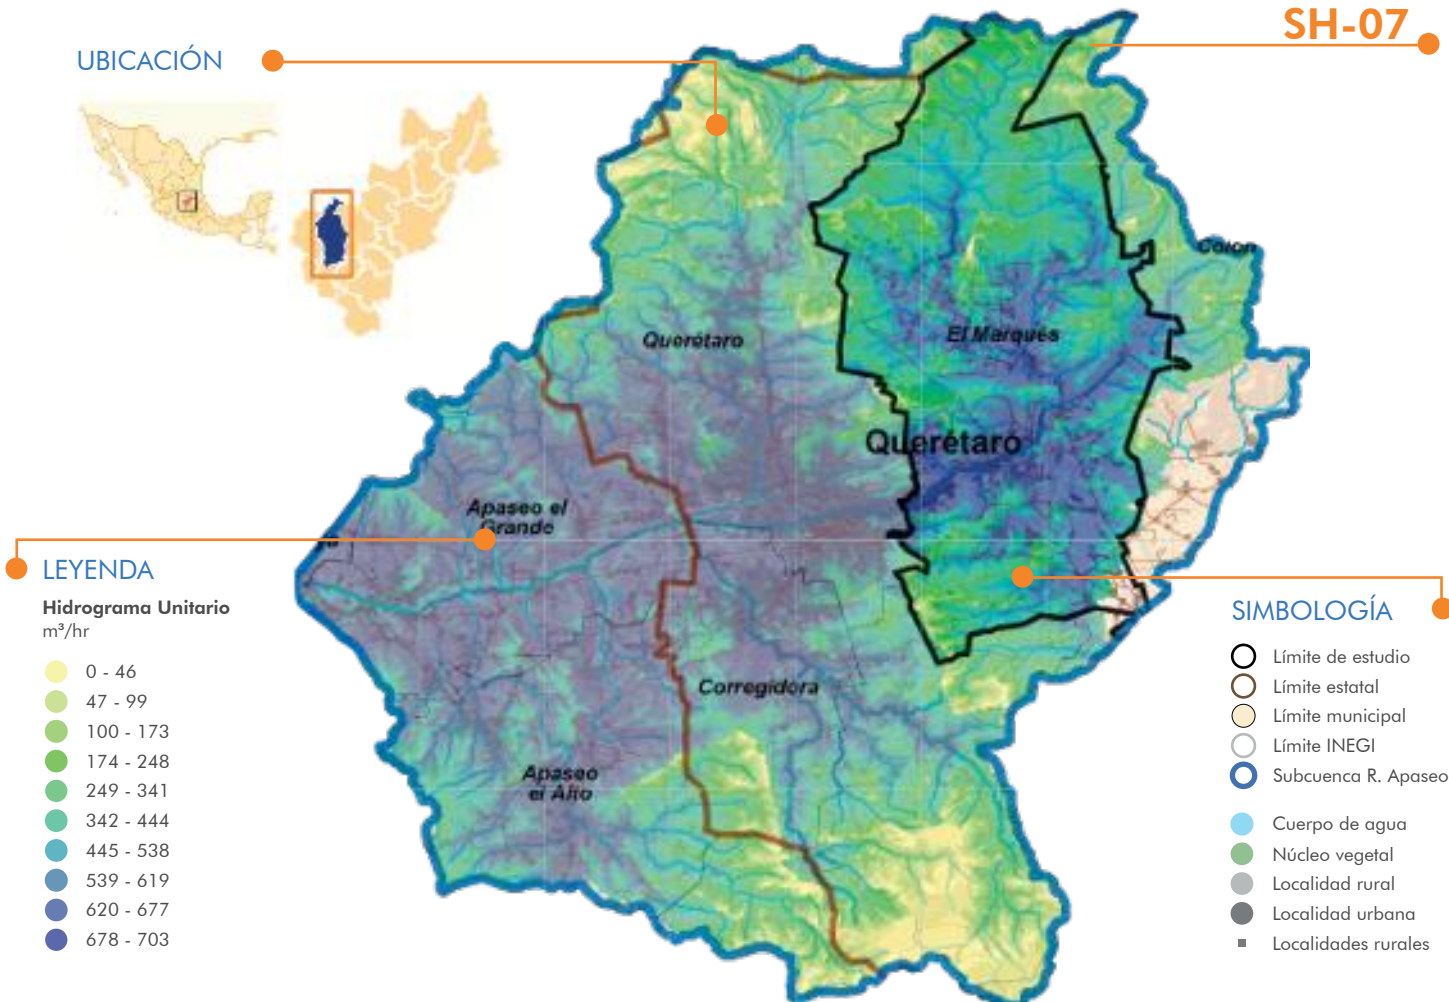 SH-07
UBICACIÓN
Colon
Querétaro
El Marqués
Querétaro
Apaseo el
Grande
Corregidora
Apaseo
el Alto
LEYENDA
Hidrograma Unitario
m³/hr
0 - 46
47 - 99
100 - 173
174 - 248
249 - 341
342 - 444
445 - 538
539 - 619
620 - 677
678 - 703
SIMBOLOGÍA
Límite de estudio
Límite estatal
Límite municipal
Límite INEGI
Subcuenca R. Apaseo
Cuerpo de agua
Núcleo vegetal
Localidad rural
Localidad urbana
Localidades rurales